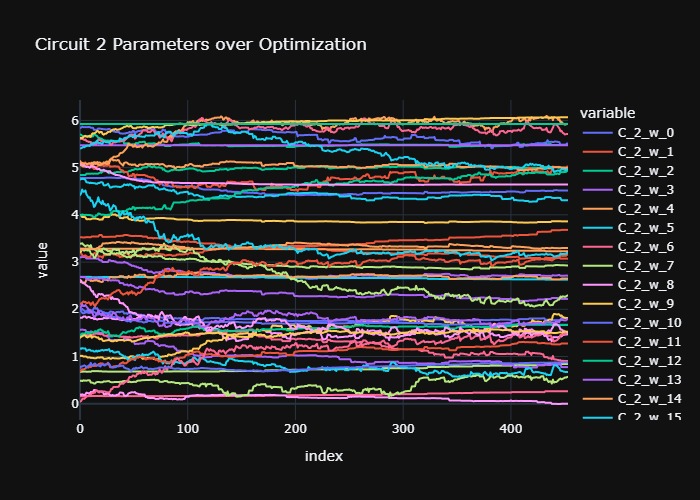 Circuit 2 Parameters over Optimization
variable
C_2_w_0
C_2_w_1
C_2_w_2
C_2_w_3
C_2_w_4
C_2_w_5
C_2_w_6
C_2_w_7
C_2_w_8
C_2_w_9
C_2_w_10
C_2_w_11
C_2_w_12
C_2_w_13
C_2_w_14
C_2_w_15
value
6
5
4
3
2
1
0
0
100
200
300
400
index